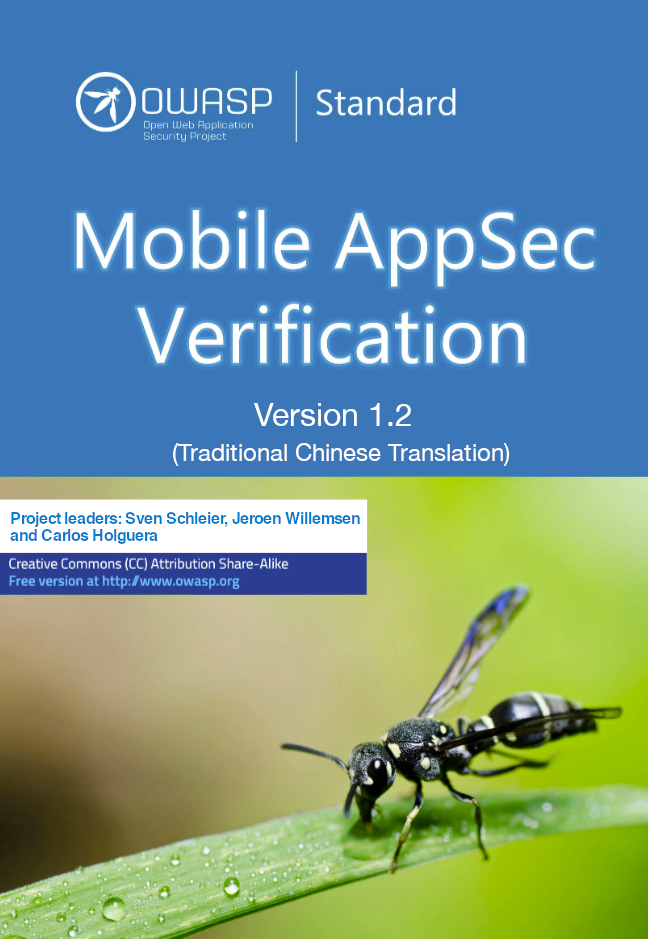 OWASP
Open Web Application
Security Project
Standard
Mobile AppSec
Verification
Version 1.2
(Traditional Chinese Translation)
Project leaders: Sven Schleier, Jeroen Willemsen
and Carlos Holguera
Creative Commons (CC) Attribution Share-Alike
Free version at http://www.owasp.org